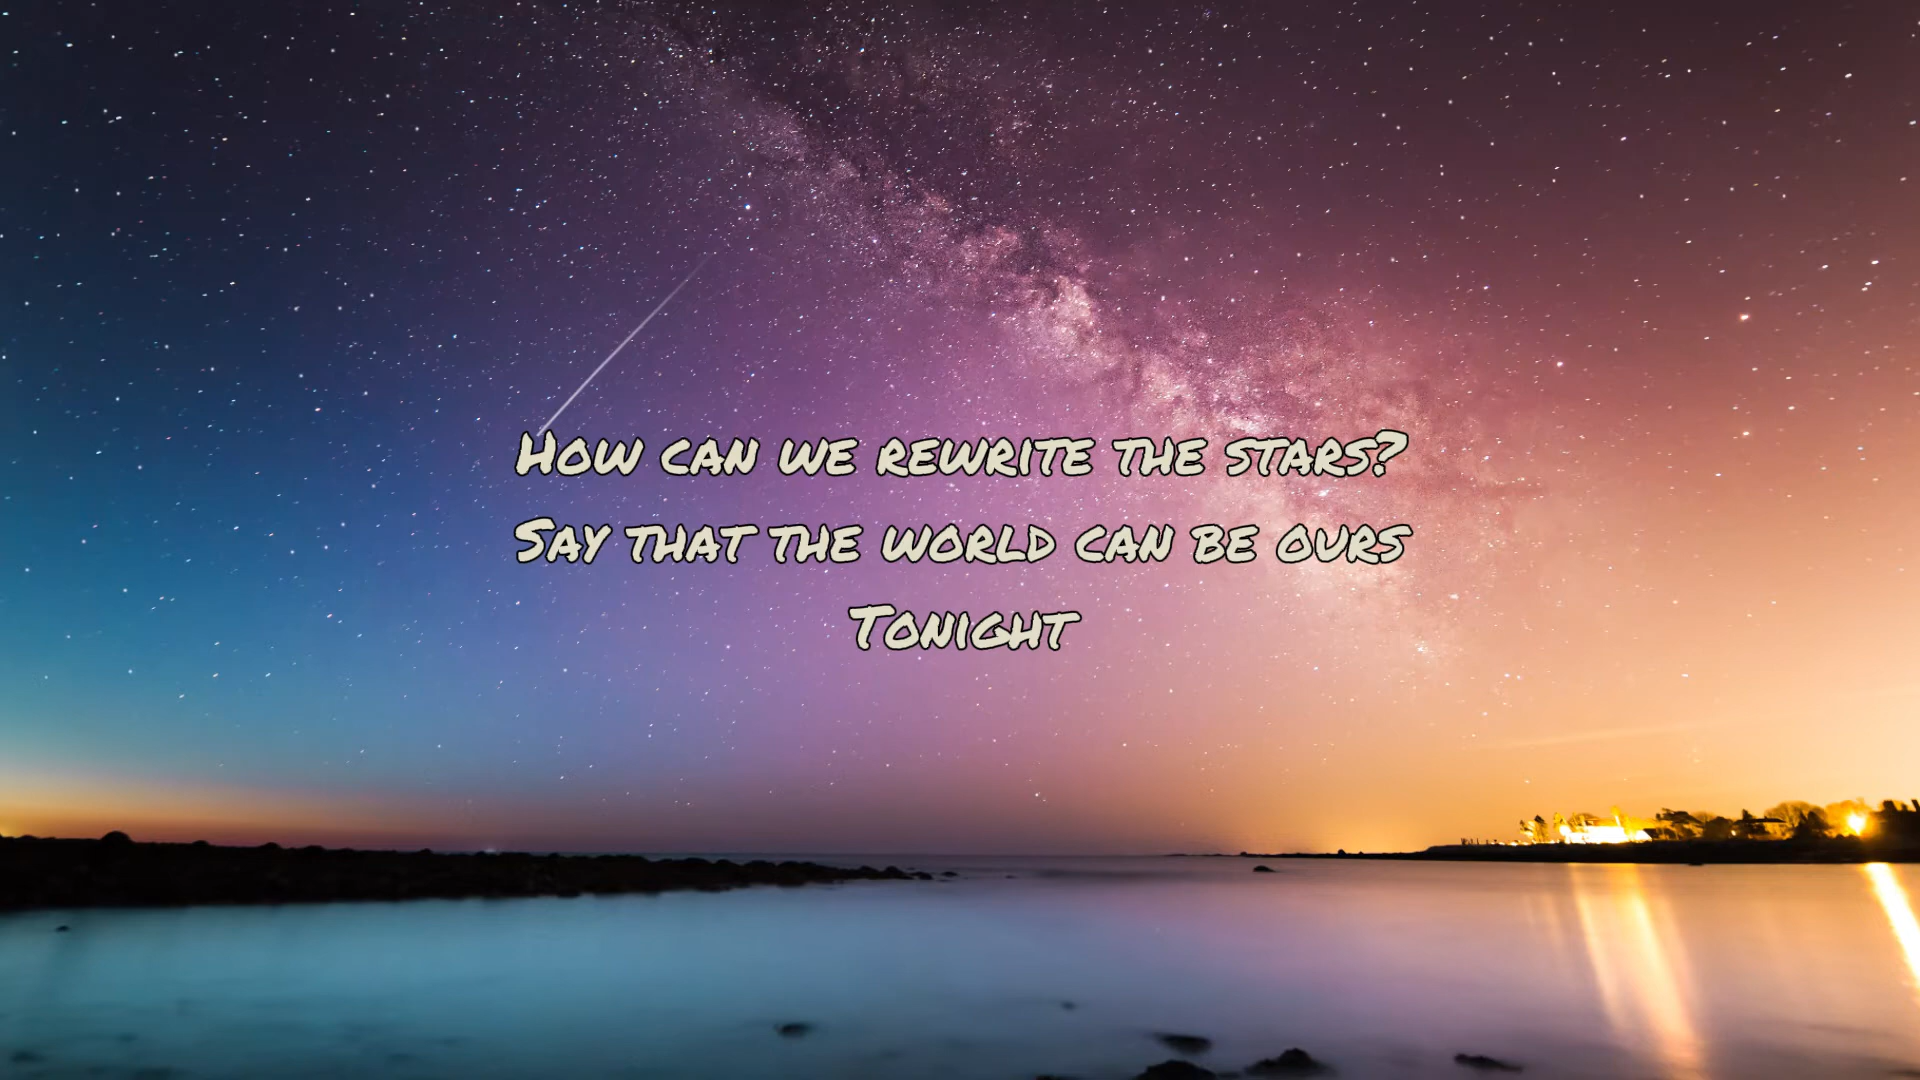 How can we rewrite the stars?
Say that the world can be ours
Tonight